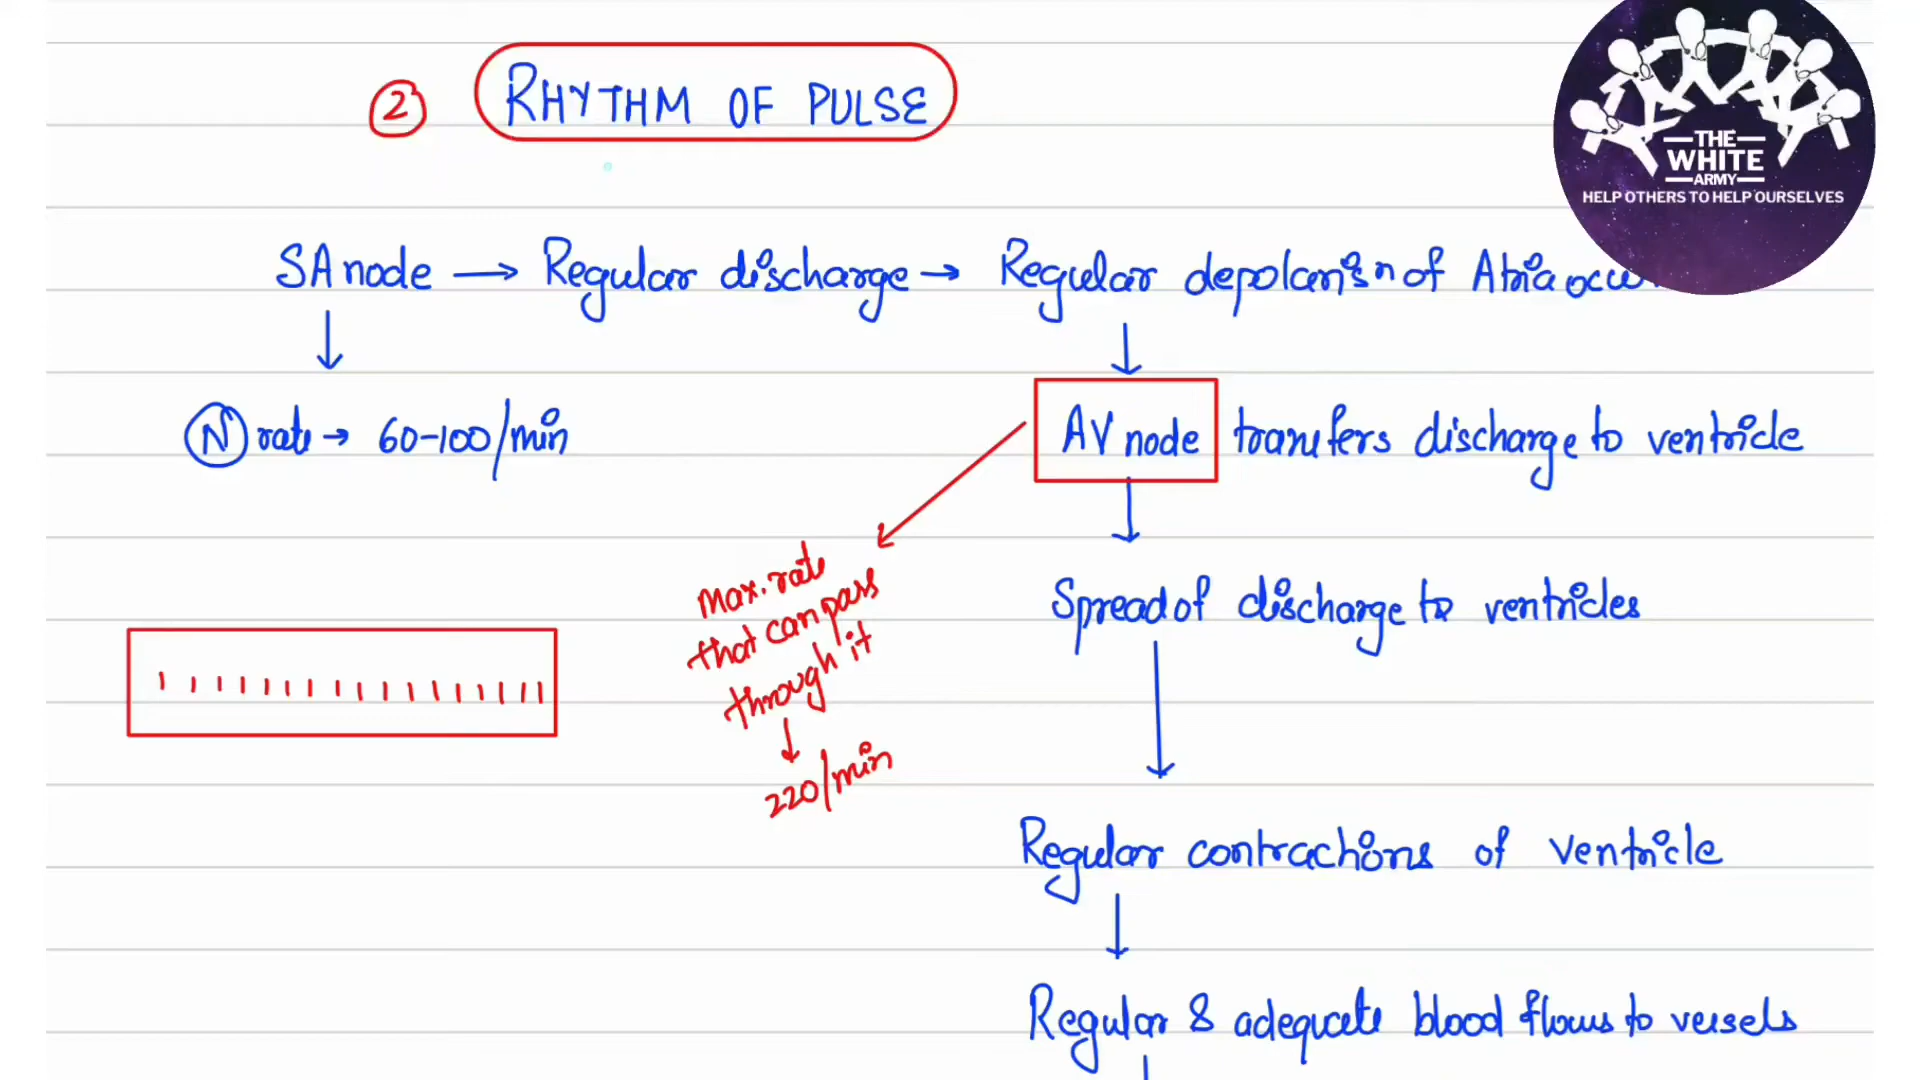 2 RHYTHM OF PULSE
THE
WHITE
ARMY
HELP OTHERS TO HELP OURSELVES
SA node → Regular discharge → Regular depolarisn of Atria
N rate → 60-100/min
AV node transfers discharge to ventricle
Max. rate
that can pass
through it
220/min
Spread of discharge to ventricles
Regular contractions of ventricle
Regular & adequate blood flows to vessels